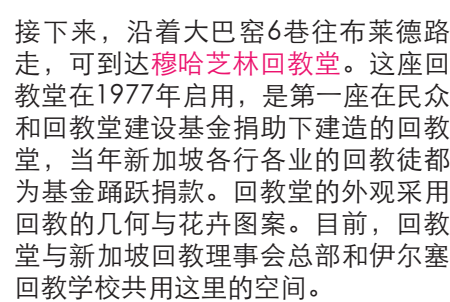 接下来，沿着大巴窑6巷往布莱德路
走，可到达穆哈芝林回教堂。这座回
教堂在1977年启用，是第一座在民众
和回教堂建设基金捐助下建造的回教
堂，当年新加坡各行各业的回教徒都
为基金踊跃捐款。回教堂的外观采用
回教的几何与花卉图案。目前，回教
堂与新加坡回教理事会总部和伊尔塞
回教学校共用这里的空间。